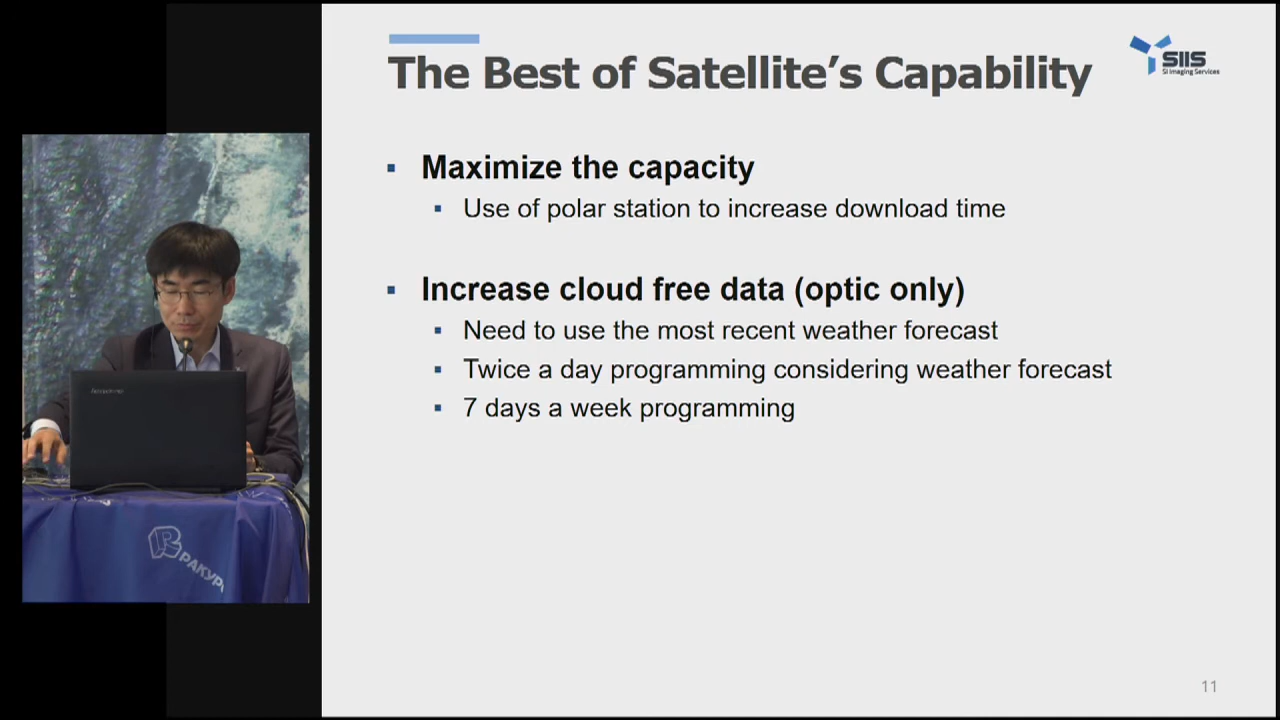 The Best of Satellite’s Capability
SIIS
SI Imaging Services
Maximize the capacity
Use of polar station to increase download time
Increase cloud free data (optic only)
Need to use the most recent weather forecast
Twice a day programming considering weather forecast
7 days a week programming
11